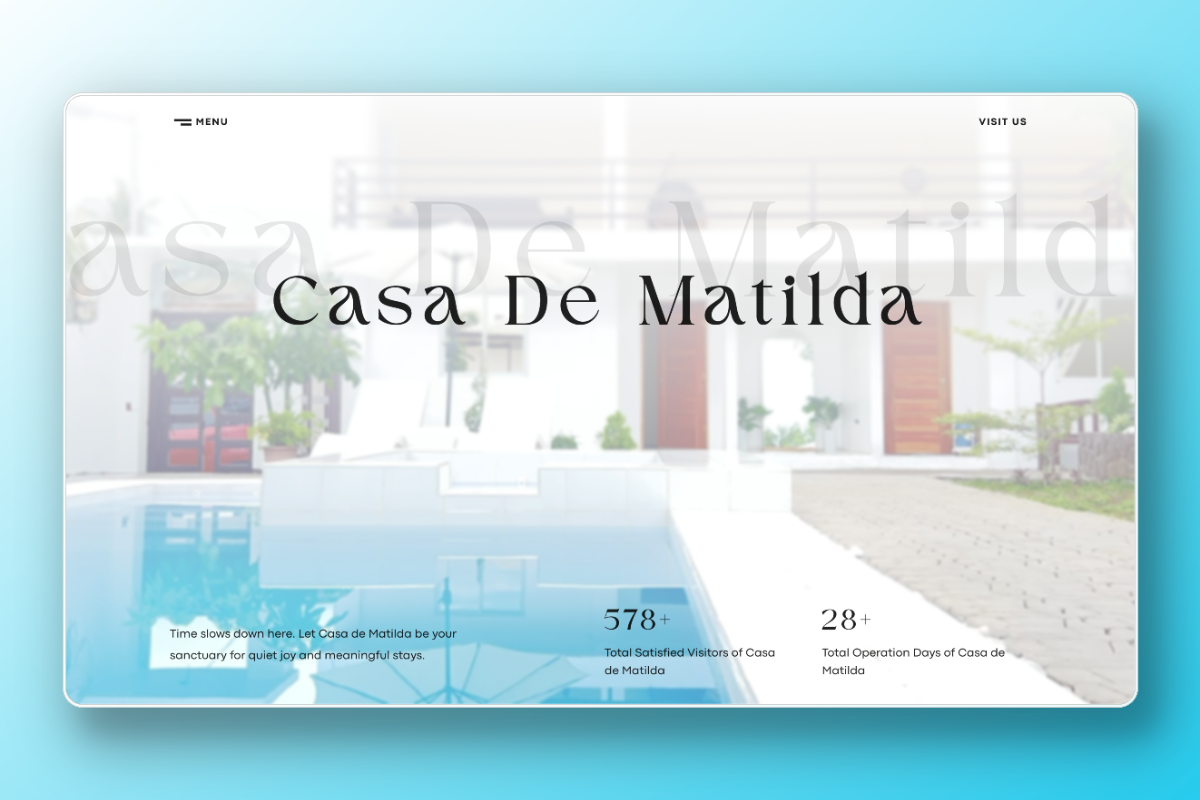 MENU
VISIT US
asa De Matild
Casa De Matilda
Time slows down here. Let Casa de Matilda be your
sanctuary for quiet joy and meaningful stays.
578+
Total Satisfied Visitors of Casa
de Matilda
28+
Total Operation Days of Casa de
Matilda